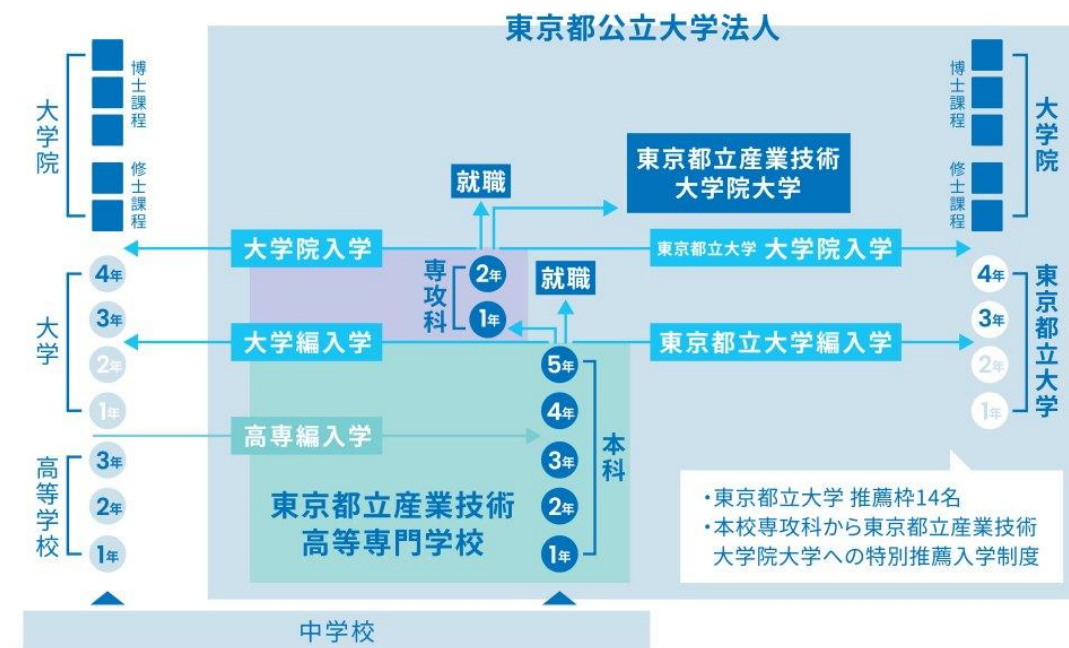 東京都公立大学法人
大学院
博士課程
修士課程
博士課程
修士課程
大学院
東京都立産業技術
大学院大学
就職
大学院入学
東京都立大学 大学院入学
専攻科
2年
1年
就職
4年
3年
2年
1年
大学
4年
3年
2年
1年
東京都立大学
大学編入学
東京都立大学編入学
5年
4年
3年
2年
1年
本科
高専編入学
3年
2年
1年
高等学校
東京都立産業技術
高等専門学校
・東京都立大学 推薦枠14名
・本校専攻科から東京都立産業技術
大学院大学への特別推薦入学制度
中学校